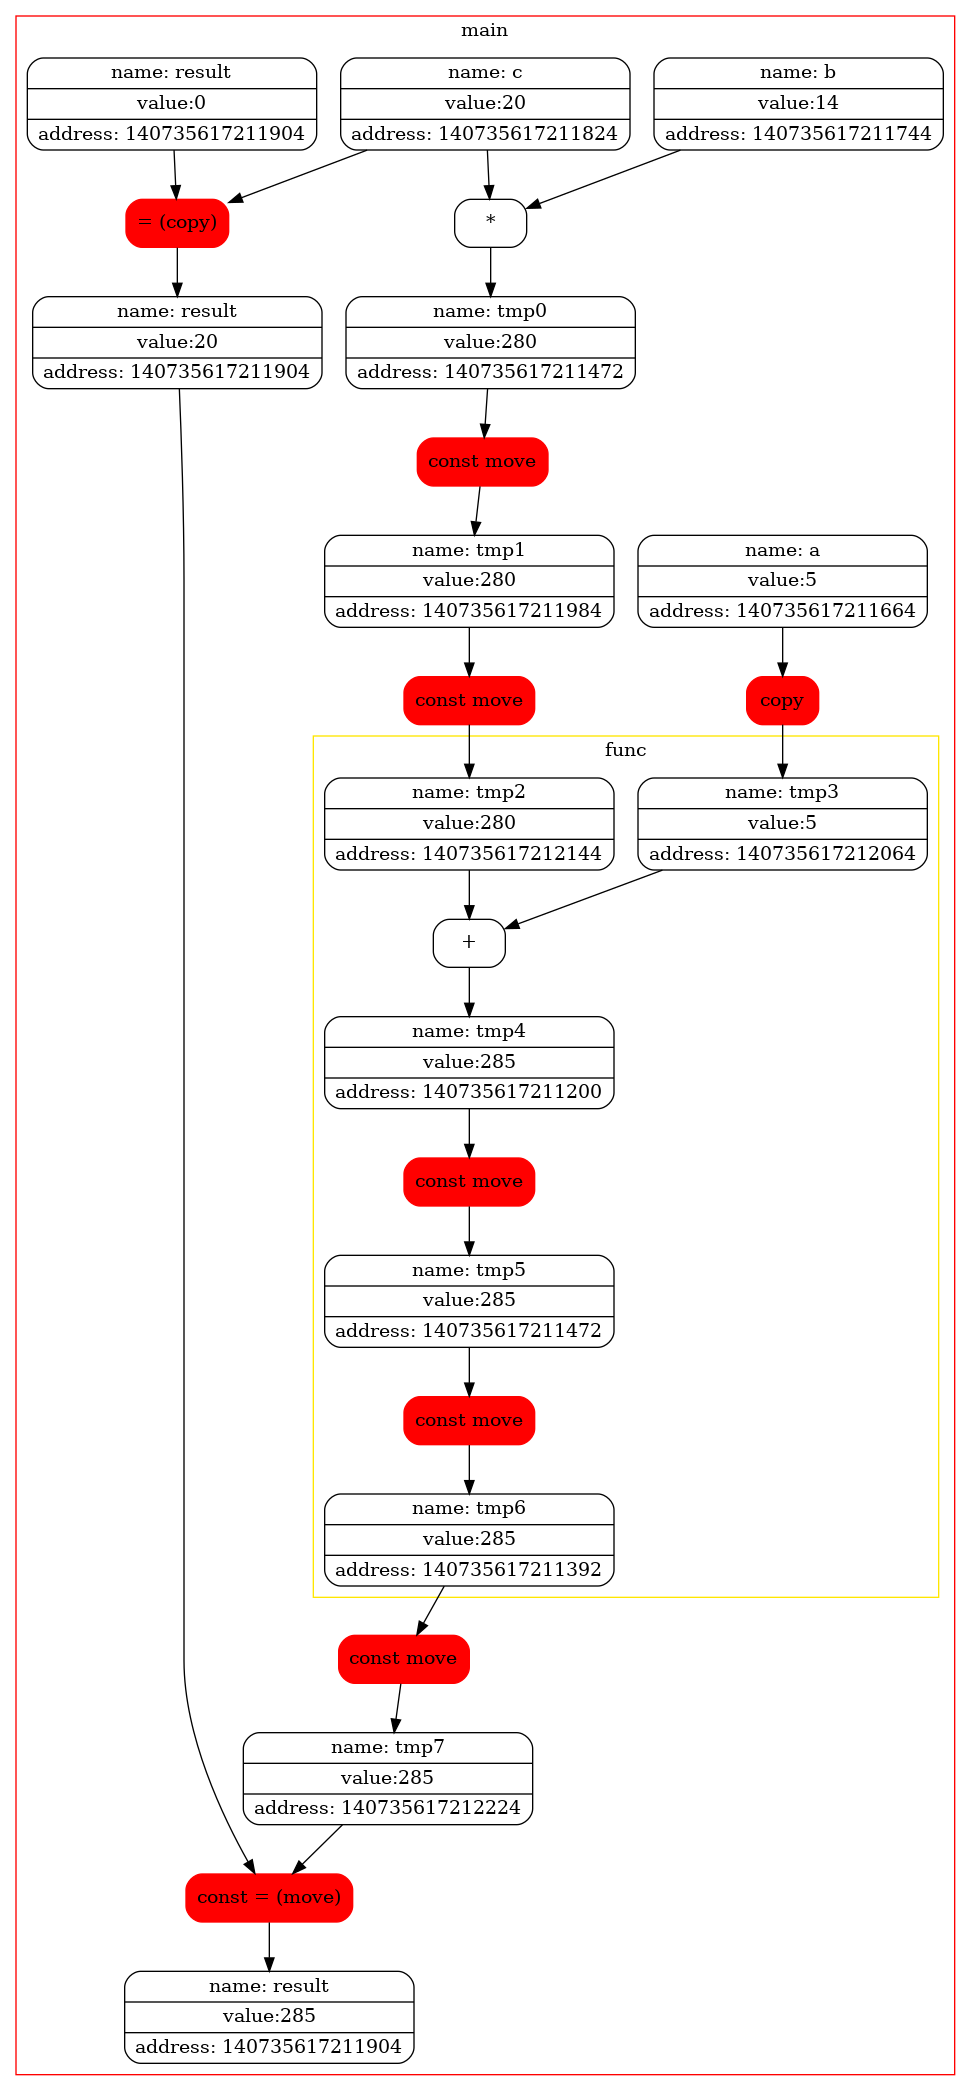 main
name: result
value:0
address: 140735617211904
name: c
value:20
address: 140735617211824
name: b
value:14
address: 140735617211744
= (copy)
*
name: result
value:20
address: 140735617211904
name: tmp0
value:280
address: 140735617211472
const move
name: tmp1
value:280
address: 140735617211984
name: a
value:5
address: 140735617211664
const move
copy
func
name: tmp2
value:280
address: 140735617212144
name: tmp3
value:5
address: 140735617212064
+
name: tmp4
value:285
address: 140735617211200
const move
name: tmp5
value:285
address: 140735617211472
const move
name: tmp6
value:285
address: 140735617211392
const move
name: tmp7
value:285
address: 140735617212224
const = (move)
name: result
value:285
address: 140735617211904